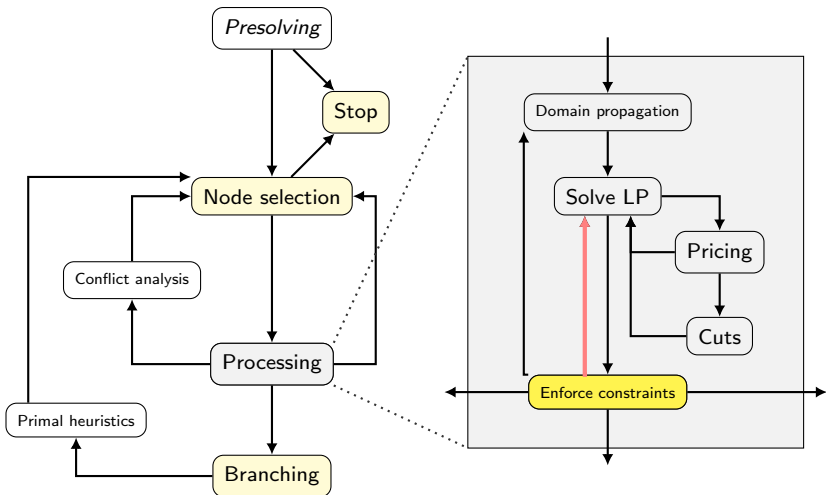 Presolving
Stop
Node selection
Conflict analysis
Processing
Primal heuristics
Branching
Domain propagation
Solve LP
Pricing
Cuts
Enforce constraints